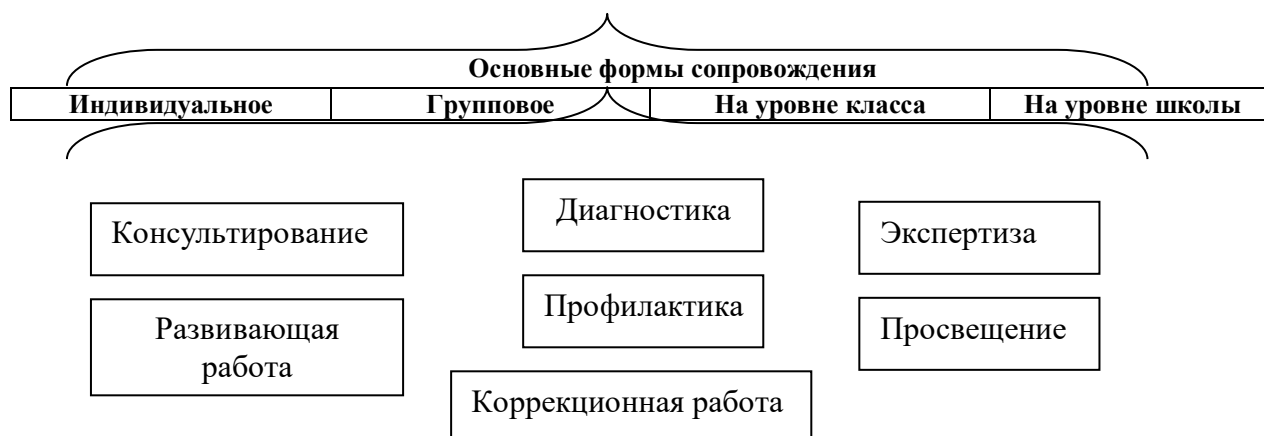 Основные формы сопровождения
Индивидуальное
Групповое
На уровне класса
На уровне школы
Консультирование
Диагностика
Экспертиза
Развивающая
работа
Профилактика
Просвещение
Коррекционная работа